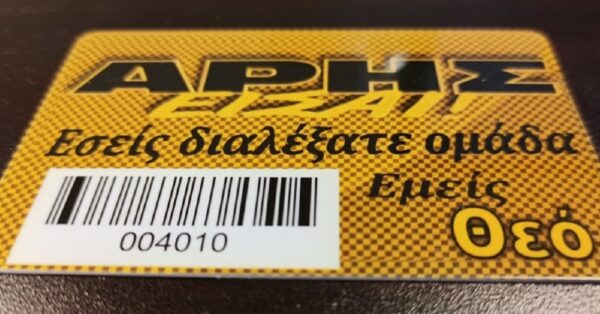 ΑΡΗΣ
ΕΙΣΑΙ!
Εσείς διαλέξατε ομάδα
Εμείς
Θεό
004010